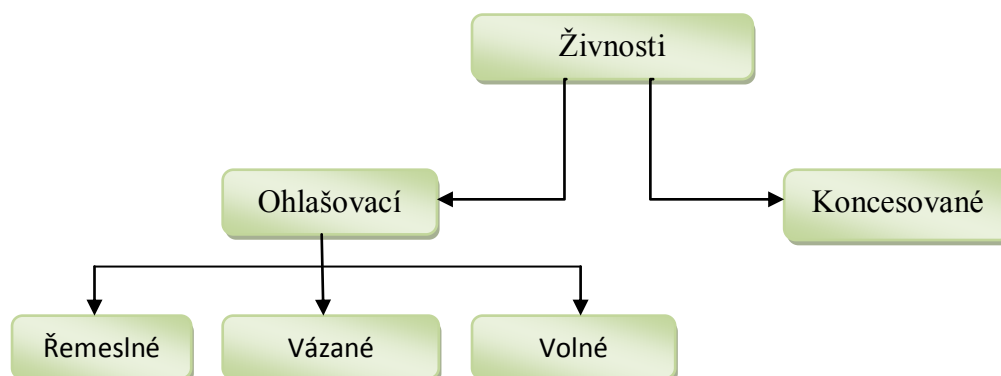 Živnosti
Ohlašovací
Koncesované
Řemeslné
Vázané
Volné